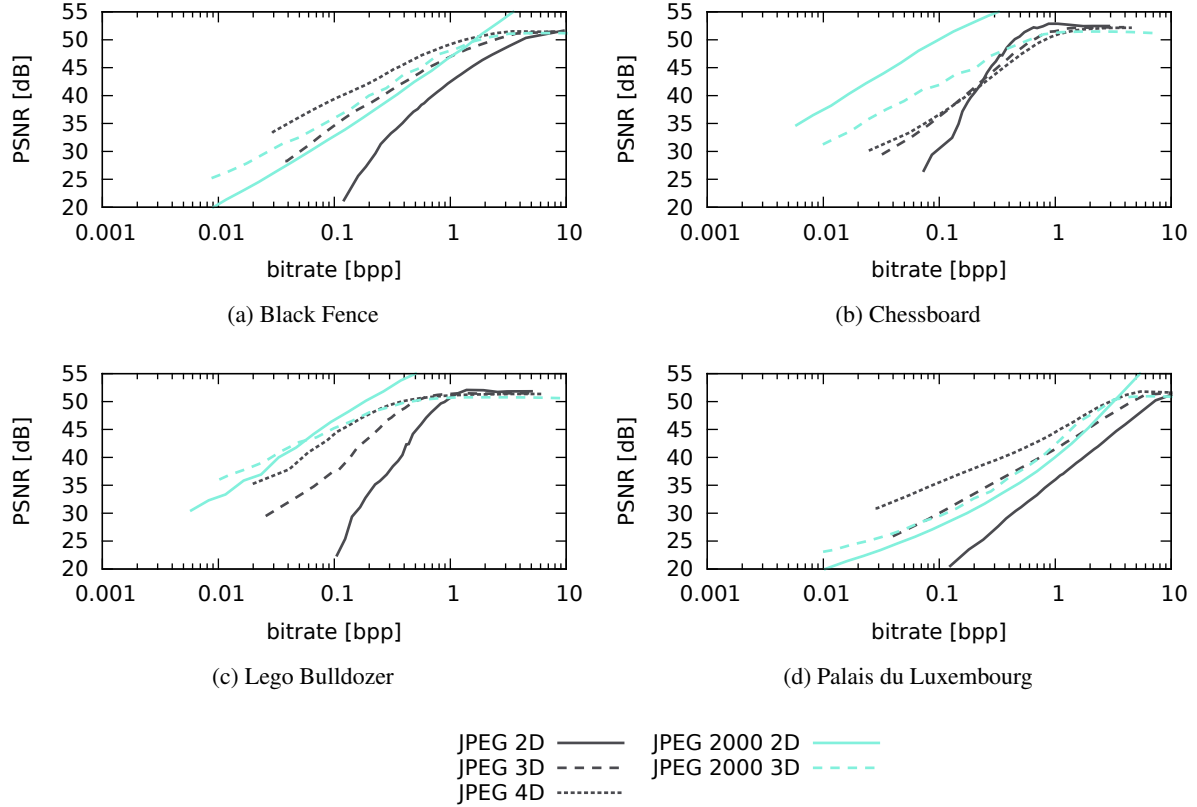 55
50
45
40
35
30
25
20
PSNR [dB]
0.001 0.01 0.1 1 10
bitrate [bpp]
(a) Black Fence
55
50
45
40
35
30
25
20
PSNR [dB]
0.001 0.01 0.1 1 10
bitrate [bpp]
(b) Chessboard
55
50
45
40
35
30
25
20
PSNR [dB]
0.001 0.01 0.1 1 10
bitrate [bpp]
(c) Lego Bulldozer
55
50
45
40
35
30
25
20
PSNR [dB]
0.001 0.01 0.1 1 10
bitrate [bpp]
(d) Palais du Luxembourg
JPEG 2D
JPEG 3D
JPEG 4D
JPEG 2000 2D
JPEG 2000 3D